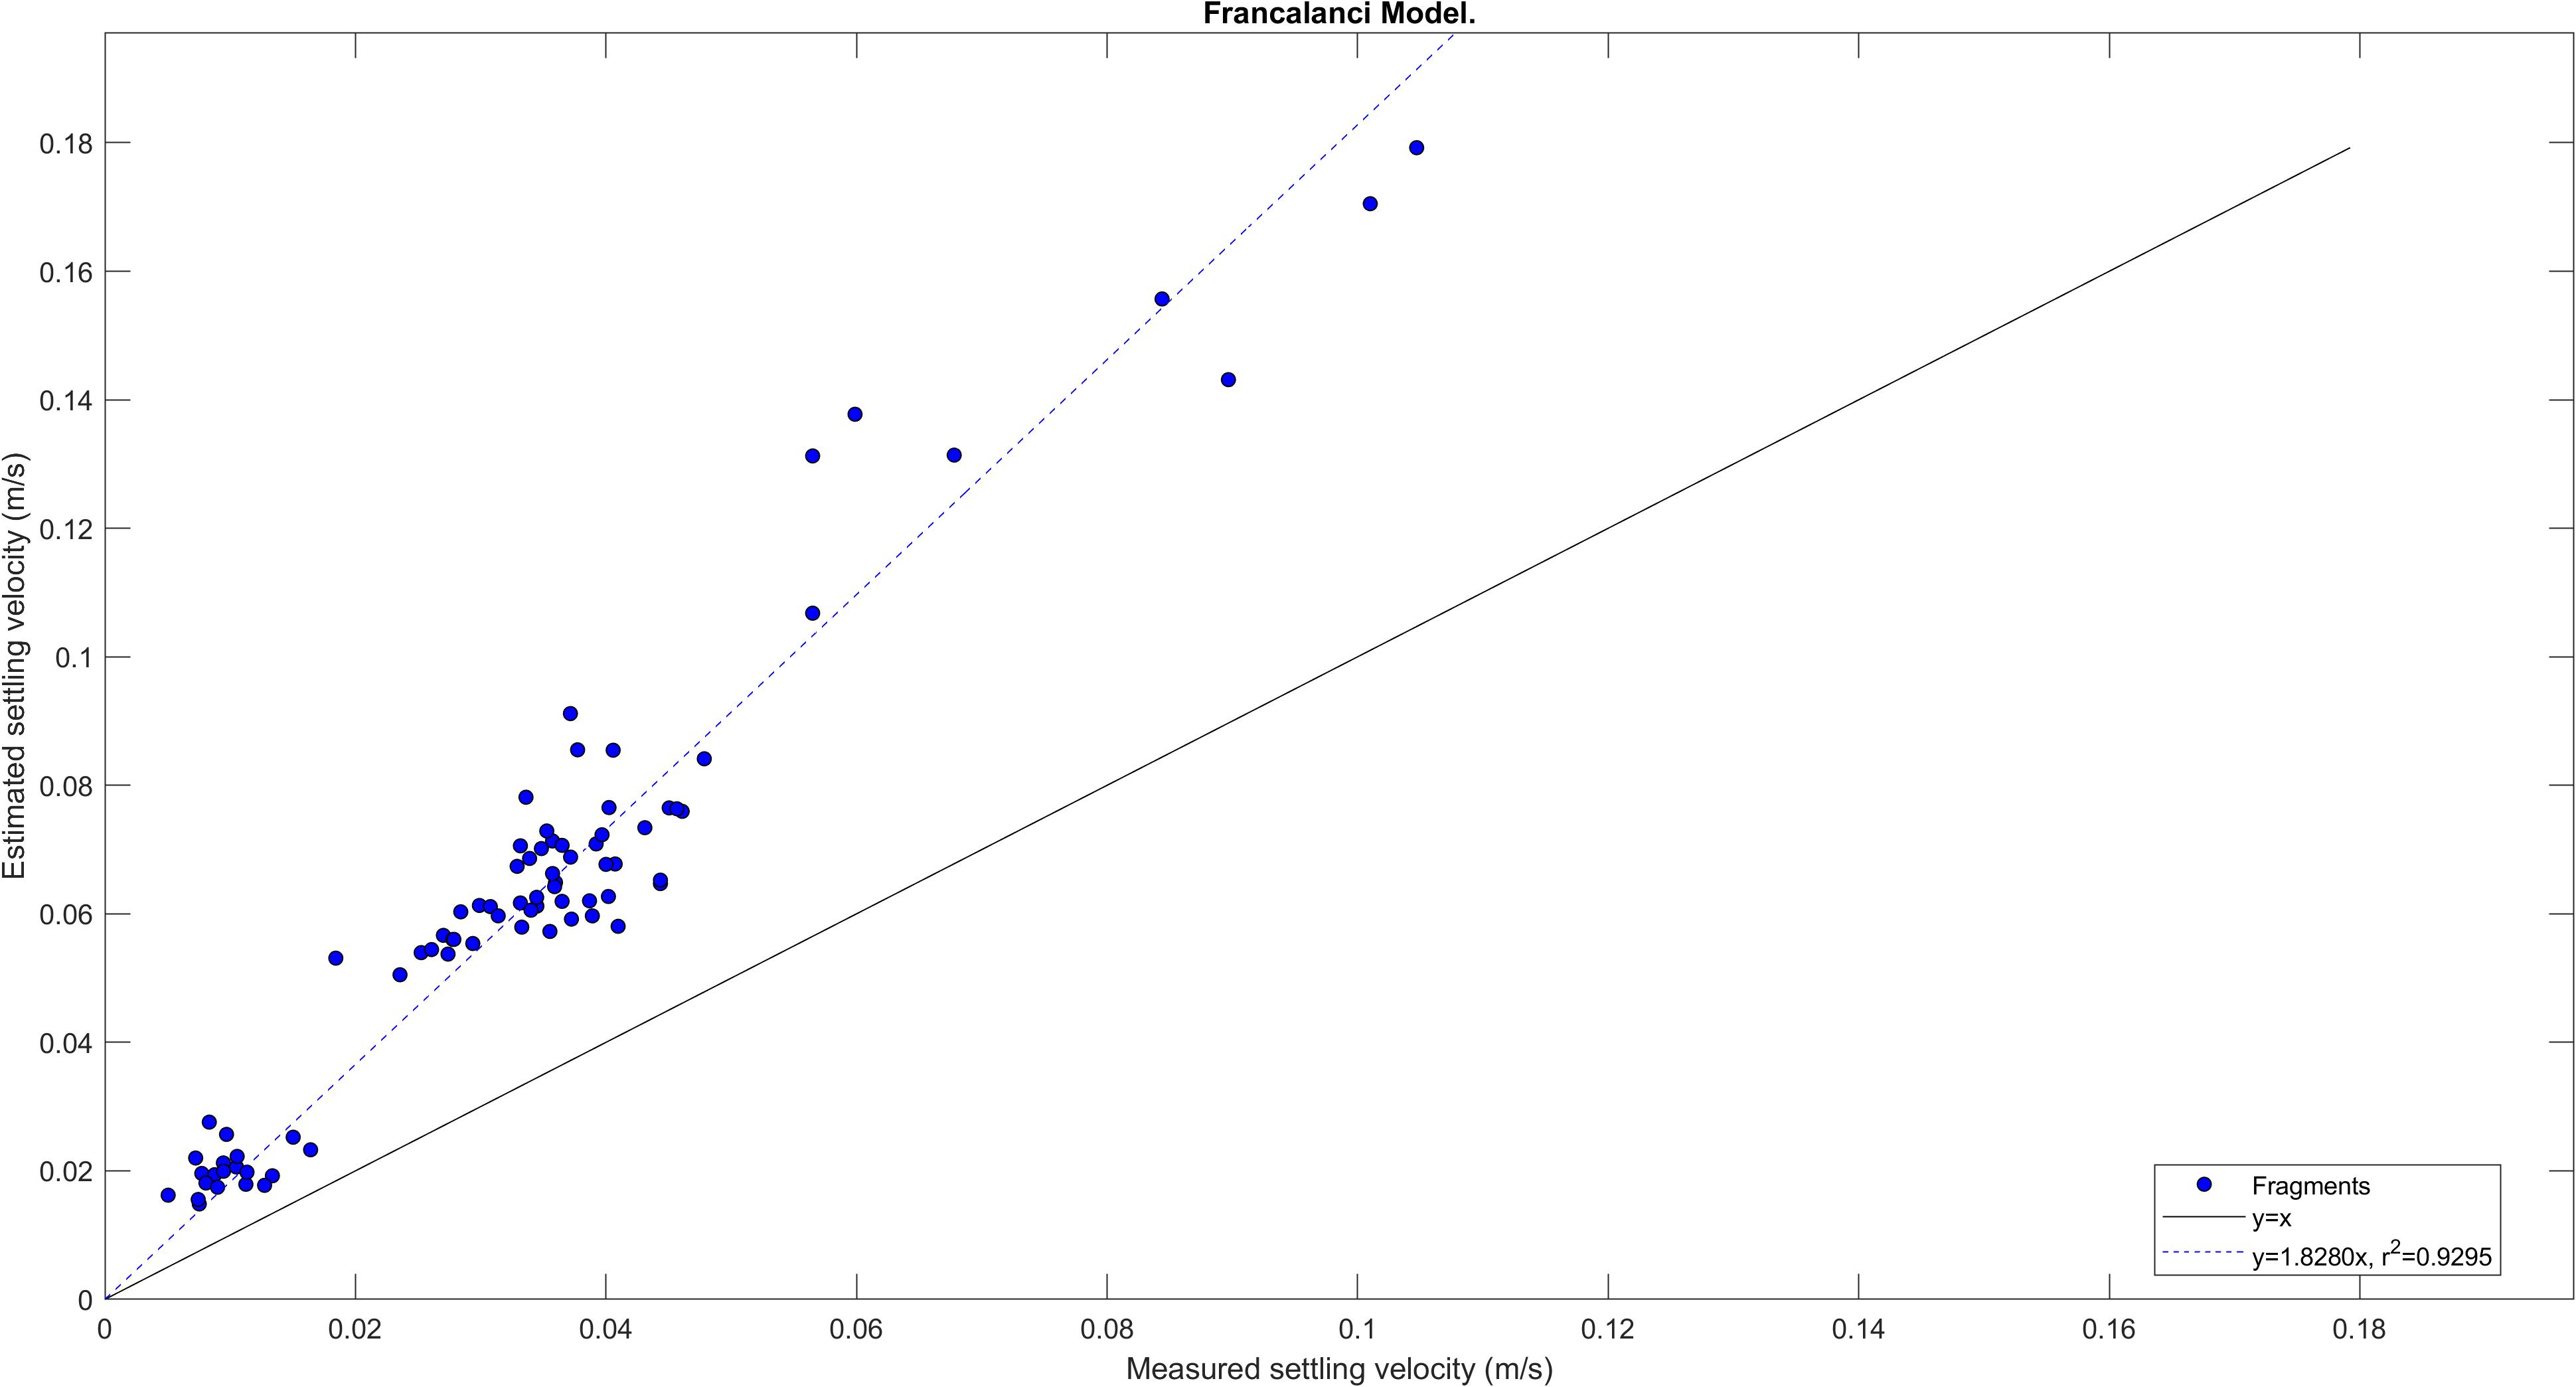 Francalanci Model.
Estimated settling velocity (m/s)
0.18
0.16
0.14
0.12
0.1
0.08
0.06
0.04
0.02
0
Fragments
y=x
y=1.8280x, r²=0.9295
0 0.02 0.04 0.06 0.08 0.1 0.12 0.14 0.16 0.18
Measured settling velocity (m/s)